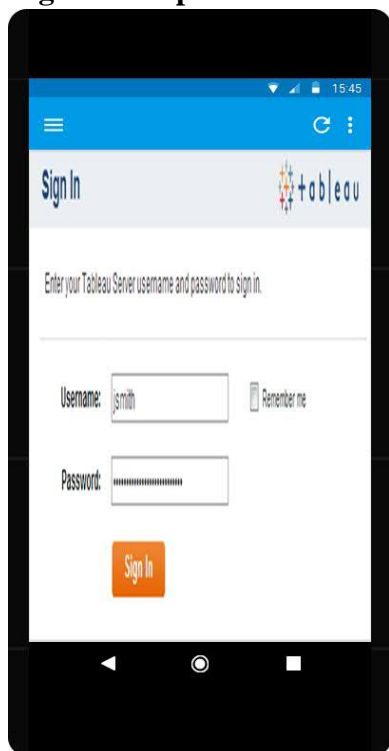 15:45
Sign In
+ableau
Enter your Tableau Server username and password to sign in.
Username: jsmith Remember me
Password: ••••••••••••••••••••••••
Sign In